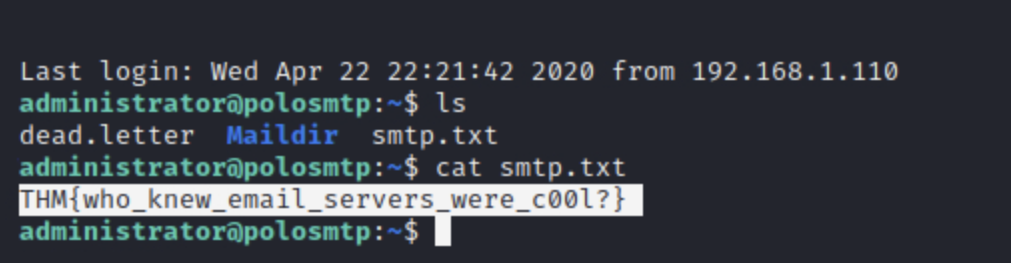 Last login: Wed Apr 22 22:21:42 2020 from 192.168.1.110
administrator@polosmtp:~$ ls
dead.letter  Maildir  smtp.txt
administrator@polosmtp:~$ cat smtp.txt
THM{who_knew_email_servers_were_c00l?}
administrator@polosmtp:~$